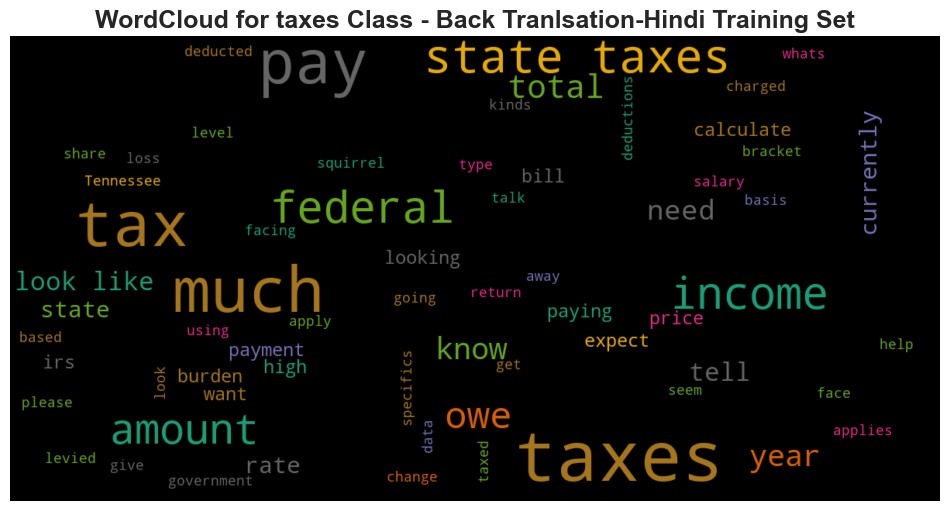 WordCloud for taxes Class - Back Tranlsation-Hindi Training Set
deducted
pay
state taxes
whats
total
charged
kinds
deductions
level
calculate
currently
share
loss
squirrel
type
bill
bracket
Tennessee
salary
basis
talk
federal
need
tax
facing
looking
look like
much
away
income
going
return
state
paying
price
using
apply
based
payment
know
expect
help
irs
high
get
tell
look
burden
want
specifics
seem
face
please
amount
owe
data
applies
levied
give
rate
taxed
taxes
year
government
change